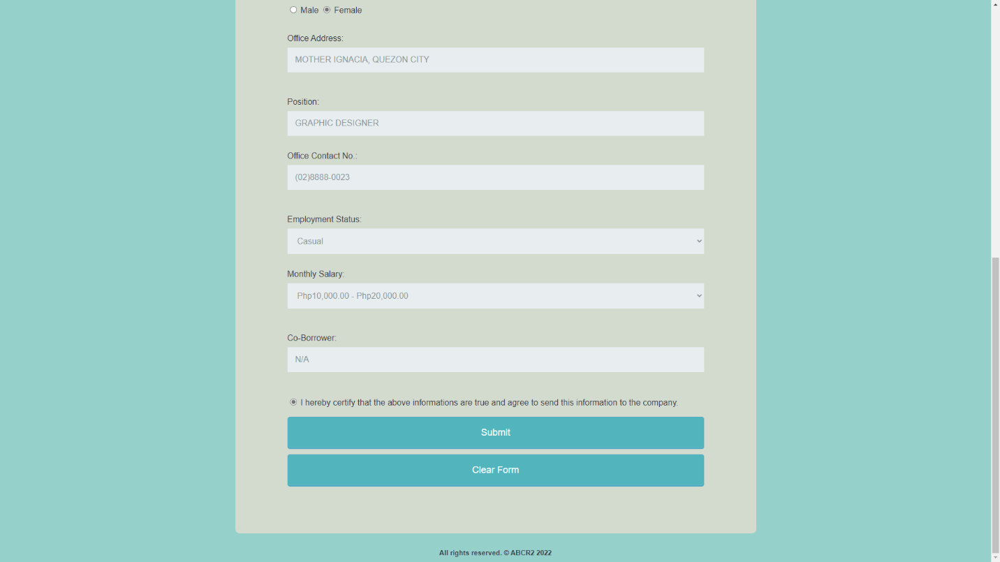 Male Female
Office Address:
MOTHER IGNACIA, QUEZON CITY
Position:
GRAPHIC DESIGNER
Office Contact No.:
(02)8888-0023
Employment Status:
Casual
Monthly Salary:
Php10,000.00 - Php20,000.00
Co-Borrower:
N/A
I hereby certify that the above informations are true and agree to send this information to the company.
Submit
Clear Form
All rights reserved. © ABCR2 2022